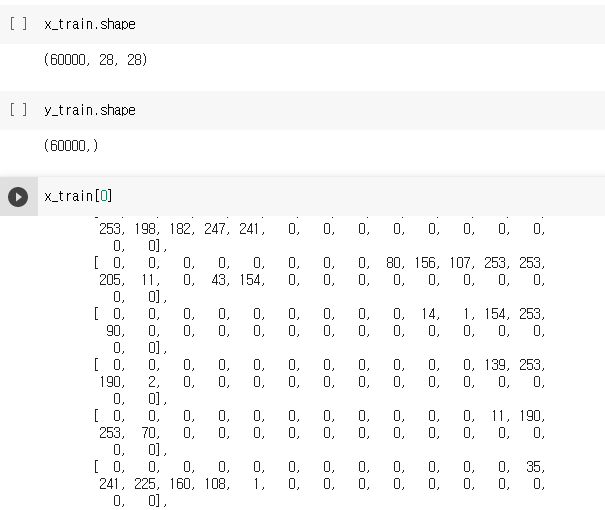 [ ] x_train.shape
(60000, 28, 28)
[ ] y_train.shape
(60000,)
x_train[0]
253, 198, 182, 247, 241, 0, 0, 0, 0, 0, 0, 0, 0,
0, 0],
[ 0, 0, 0, 0, 0, 0, 0, 0, 80, 156, 107, 253, 253,
205, 11, 0, 43, 154, 0, 0, 0, 0, 0, 0, 0, 0,
0, 0],
[ 0, 0, 0, 0, 0, 0, 0, 0, 0, 14, 1, 154, 253,
90, 0, 0, 0, 0, 0, 0, 0, 0, 0, 0, 0, 0,
0, 0],
[ 0, 0, 0, 0, 0, 0, 0, 0, 0, 0, 0, 139, 253,
190, 2, 0, 0, 0, 0, 0, 0, 0, 0, 0, 0, 0,
0, 0],
[ 0, 0, 0, 0, 0, 0, 0, 0, 0, 0, 0, 11, 190,
253, 70, 0, 0, 0, 0, 0, 0, 0, 0, 0, 0, 0,
0, 0],
[ 0, 0, 0, 0, 0, 0, 0, 0, 0, 0, 0, 0, 35,
241, 225, 160, 108, 1, 0, 0, 0, 0, 0, 0, 0, 0,
0, 0],